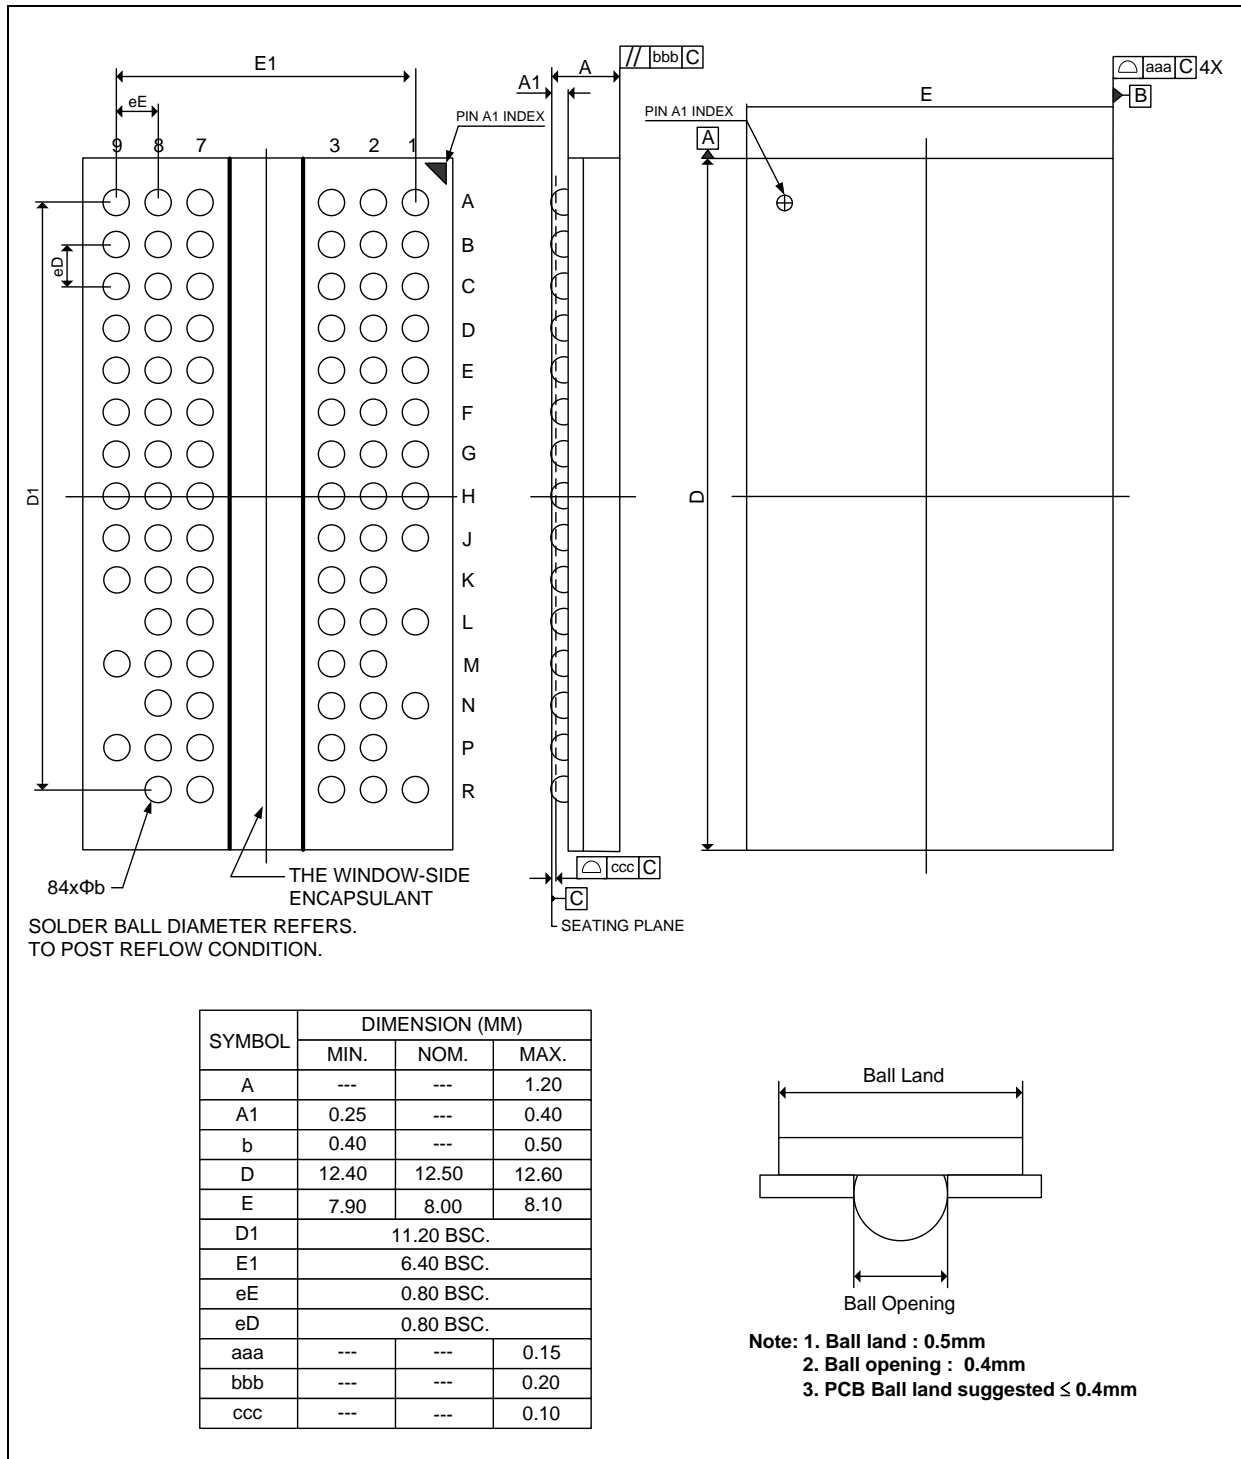 E1
A
// bbb C
aaa C 4X
A1
eE
E
B
PIN A1 INDEX
PIN A1 INDEX
A
9 8 7 3 2 1
A
B
eD
C
D
E
F
G
D1
H
D
J
K
L
M
N
P
R
ccc C
84xΦb
THE WINDOW-SIDE
ENCAPSULANT
C
SEATING PLANE
SOLDER BALL DIAMETER REFERS.
TO POST REFLOW CONDITION.
SYMBOL DIMENSION (MM)
MIN. NOM. MAX.
A --- --- 1.20
A1 0.25 --- 0.40
b 0.40 --- 0.50
D 12.40 12.50 12.60
E 7.90 8.00 8.10
D1 11.20 BSC.
E1 6.40 BSC.
eE 0.80 BSC.
eD 0.80 BSC.
aaa --- --- 0.15
bbb --- --- 0.20
ccc --- --- 0.10
Ball Land
Ball Opening
Note: 1. Ball land : 0.5mm
2. Ball opening : 0.4mm
3. PCB Ball land suggested ≤ 0.4mm